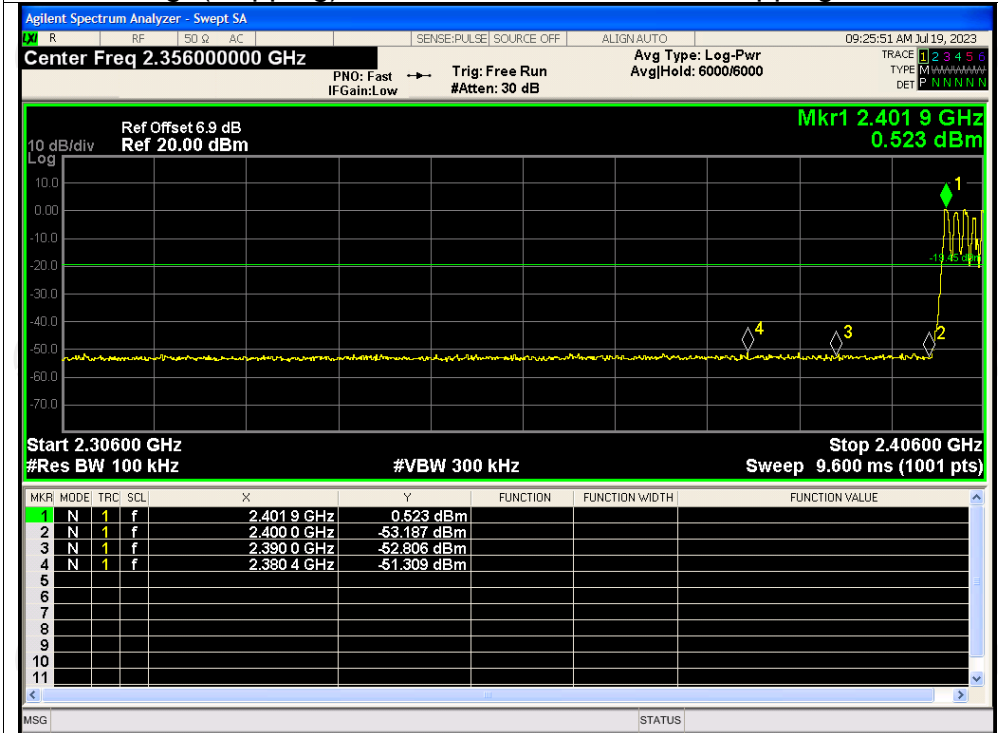 Agilent Spectrum Analyzer - Swept SA
LXI R RF 50 Ω AC SENSE:PULSE SOURCE OFF ALIGN AUTO 09:25:51 AM Jul 19, 2023
Center Freq 2.356000000 GHz
PNO: Fast
IFGain:Low
Trig: Free Run
#Atten: 30 dB
Avg Type: Log-Pwr
Avg|Hold: 6000/6000
TRACE 1 2 3 4 5 6
TYPE M
DET P N N N N N
Mkr1 2.401 9 GHz
0.523 dBm
Ref Offset 6.9 dB
10 dB/div Ref 20.00 dBm
Log
10.0
0.00
-10.0
-20.0
-30.0
-40.0
-50.0
-60.0
-70.0
1
-19.45 dBm
4
3
2
Start 2.30600 GHz Stop 2.40600 GHz
#Res BW 100 kHz #VBW 300 kHz Sweep 9.600 ms (1001 pts)
MKR MODE TRC SCL X Y FUNCTION FUNCTION WIDTH FUNCTION VALUE
1 N 1 f 2.401 9 GHz 0.523 dBm
2 N 1 f 2.400 0 GHz -53.187 dBm
3 N 1 f 2.390 0 GHz -52.806 dBm
4 N 1 f 2.380 4 GHz -51.309 dBm
5
6
7
8
9
10
11
MSG STATUS